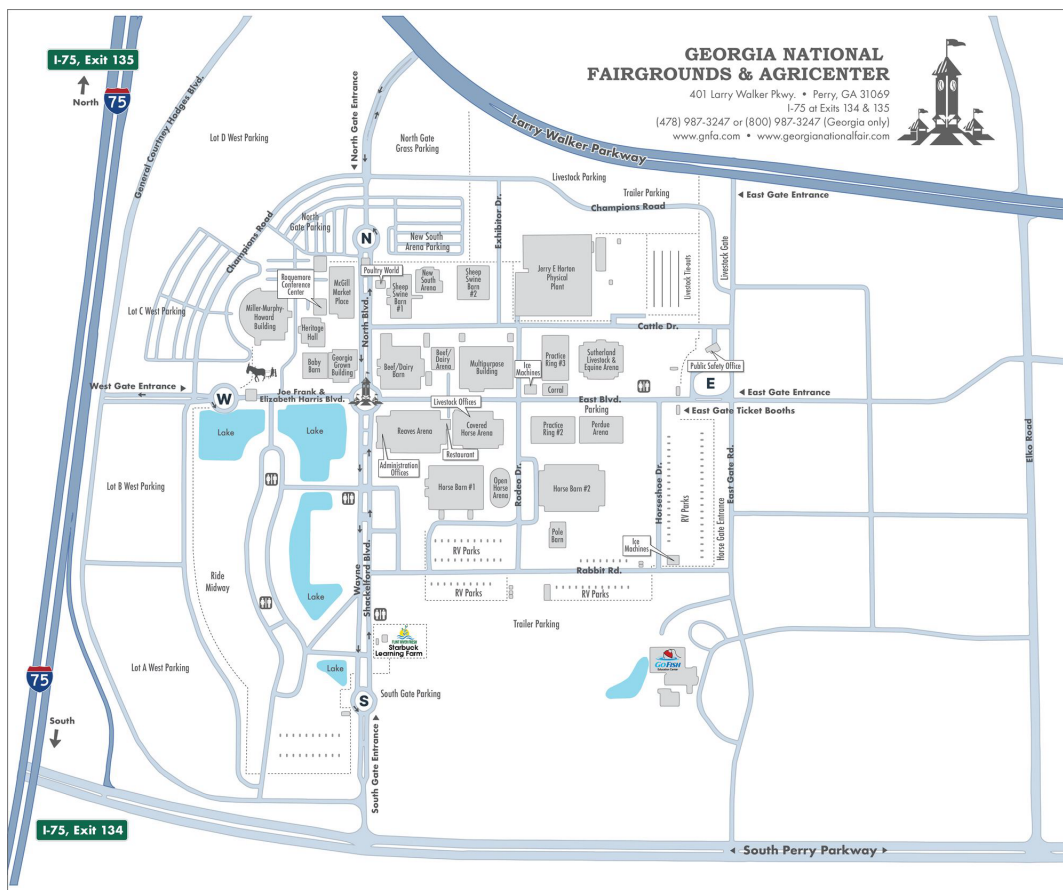 I-75, Exit 135
North
75
General Courtney Hodges Blvd.
Lot D West Parking
North Gate Entrance
North Gate
Grass Parking
GEORGIA NATIONAL
FAIRGROUNDS & AGRICENTER
401 Larry Walker Pkwy. • Perry, GA 31069
I-75 at Exits 134 & 135
(478) 987-3247 or (800) 987-3247 (Georgia only)
www.gnfa.com • www.georgianationalfair.com
Larry Walker Parkway
Livestock Parking
Trailer Parking
Champions Road
East Gate Entrance
Champions Road
North
Gate Parking
N
New South
Arena Parking
Exhibitor Dr.
Livestock Gate
Livestock Tie-outs
Roquemore
Conference
Center
McGill
Market
Place
Poultry World
Sheep
Swine
Barn
#1
New
South
Arena
Sheep
Swine
Barn
#2
Jerry E Horton
Physical
Plant
Lot C West Parking
Miller-Murphy-
Howard
Building
Heritage
Hall
North Blvd.
Cattle Dr.
Baby
Barn
Georgia
Grown
Building
Beef/Dairy
Barn
Beef/
Dairy
Arena
Multipurpose
Building
Ice
Machines
Practice
Ring #3
Corral
Sutherland
Livestock &
Equine Arena
Public Safety Office
E
West Gate Entrance
W
Joe Frank &
Elizabeth Harris Blvd.
East Blvd.
Parking
East Gate Entrance
East Gate Ticket Booths
Lake
Lake
Livestock Offices
Reaves Arena
Covered
Horse Arena
Restaurant
Administration
Offices
Practice
Ring #2
Perdue
Arena
Elko Road
Lot B West Parking
Horse Barn #1
Open
Horse
Arena
Rodeo Dr.
Horse Barn #2
Horseshoe Dr.
RV Parks
Horse Gate Entrance
East Gate Rd.
Pole
Barn
Ice
Machines
RV Parks
Rabbit Rd.
Ride
Midway
Lake
Wayne
Shackelford Blvd.
RV Parks
RV Parks
Trailer Parking
Starbuck
Learning Farm
GO FISH
Lot A West Parking
Lake
S
South Gate Parking
75
South
South Gate Entrance
I-75, Exit 134
South Perry Parkway